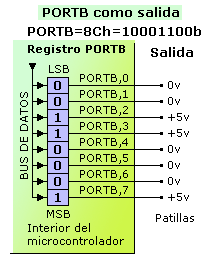 PORTB como salida
PORTB=8Ch=10001100b
Registro PORTB
Salida
LSB
BUS DE DATOS
0 PORTB,0 0v
0 PORTB,1 0v
1 PORTB,2 +5v
1 PORTB,3 +5v
0 PORTB,4 0v
0 PORTB,5 0v
0 PORTB,6 0v
1 PORTB,7 +5v
MSB
Interior del
microcontrolador
Patillas